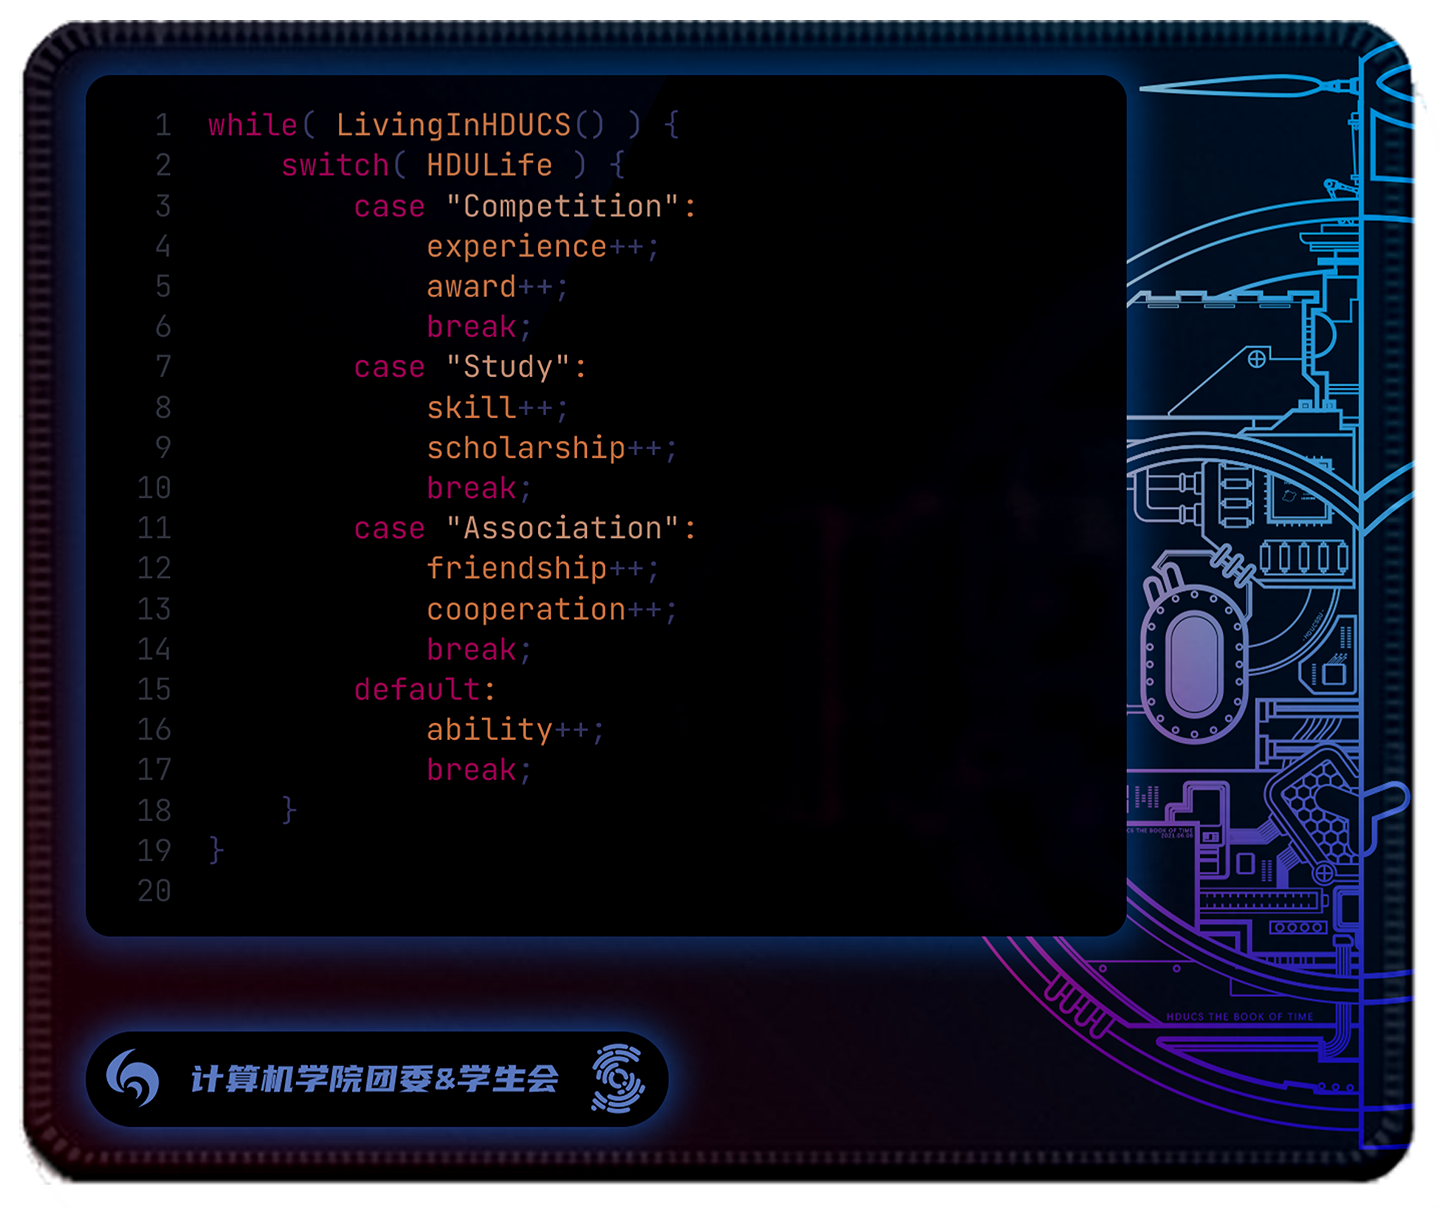 1 while( LivingInHDUCS() ) {
2 switch( HDULife ) {
3 case "Competition":
4 experience++;
5 award++;
6 break;
7 case "Study":
8 skill++;
9 scholarship++;
10 break;
11 case "Association":
12 friendship++;
13 cooperation++;
14 break;
15 default:
16 ability++;
17 break;
18 }
19 }
20
CS THE BOOK OF TIME
HDUCS THE BOOK OF TIME
计算机学院团委&学生会